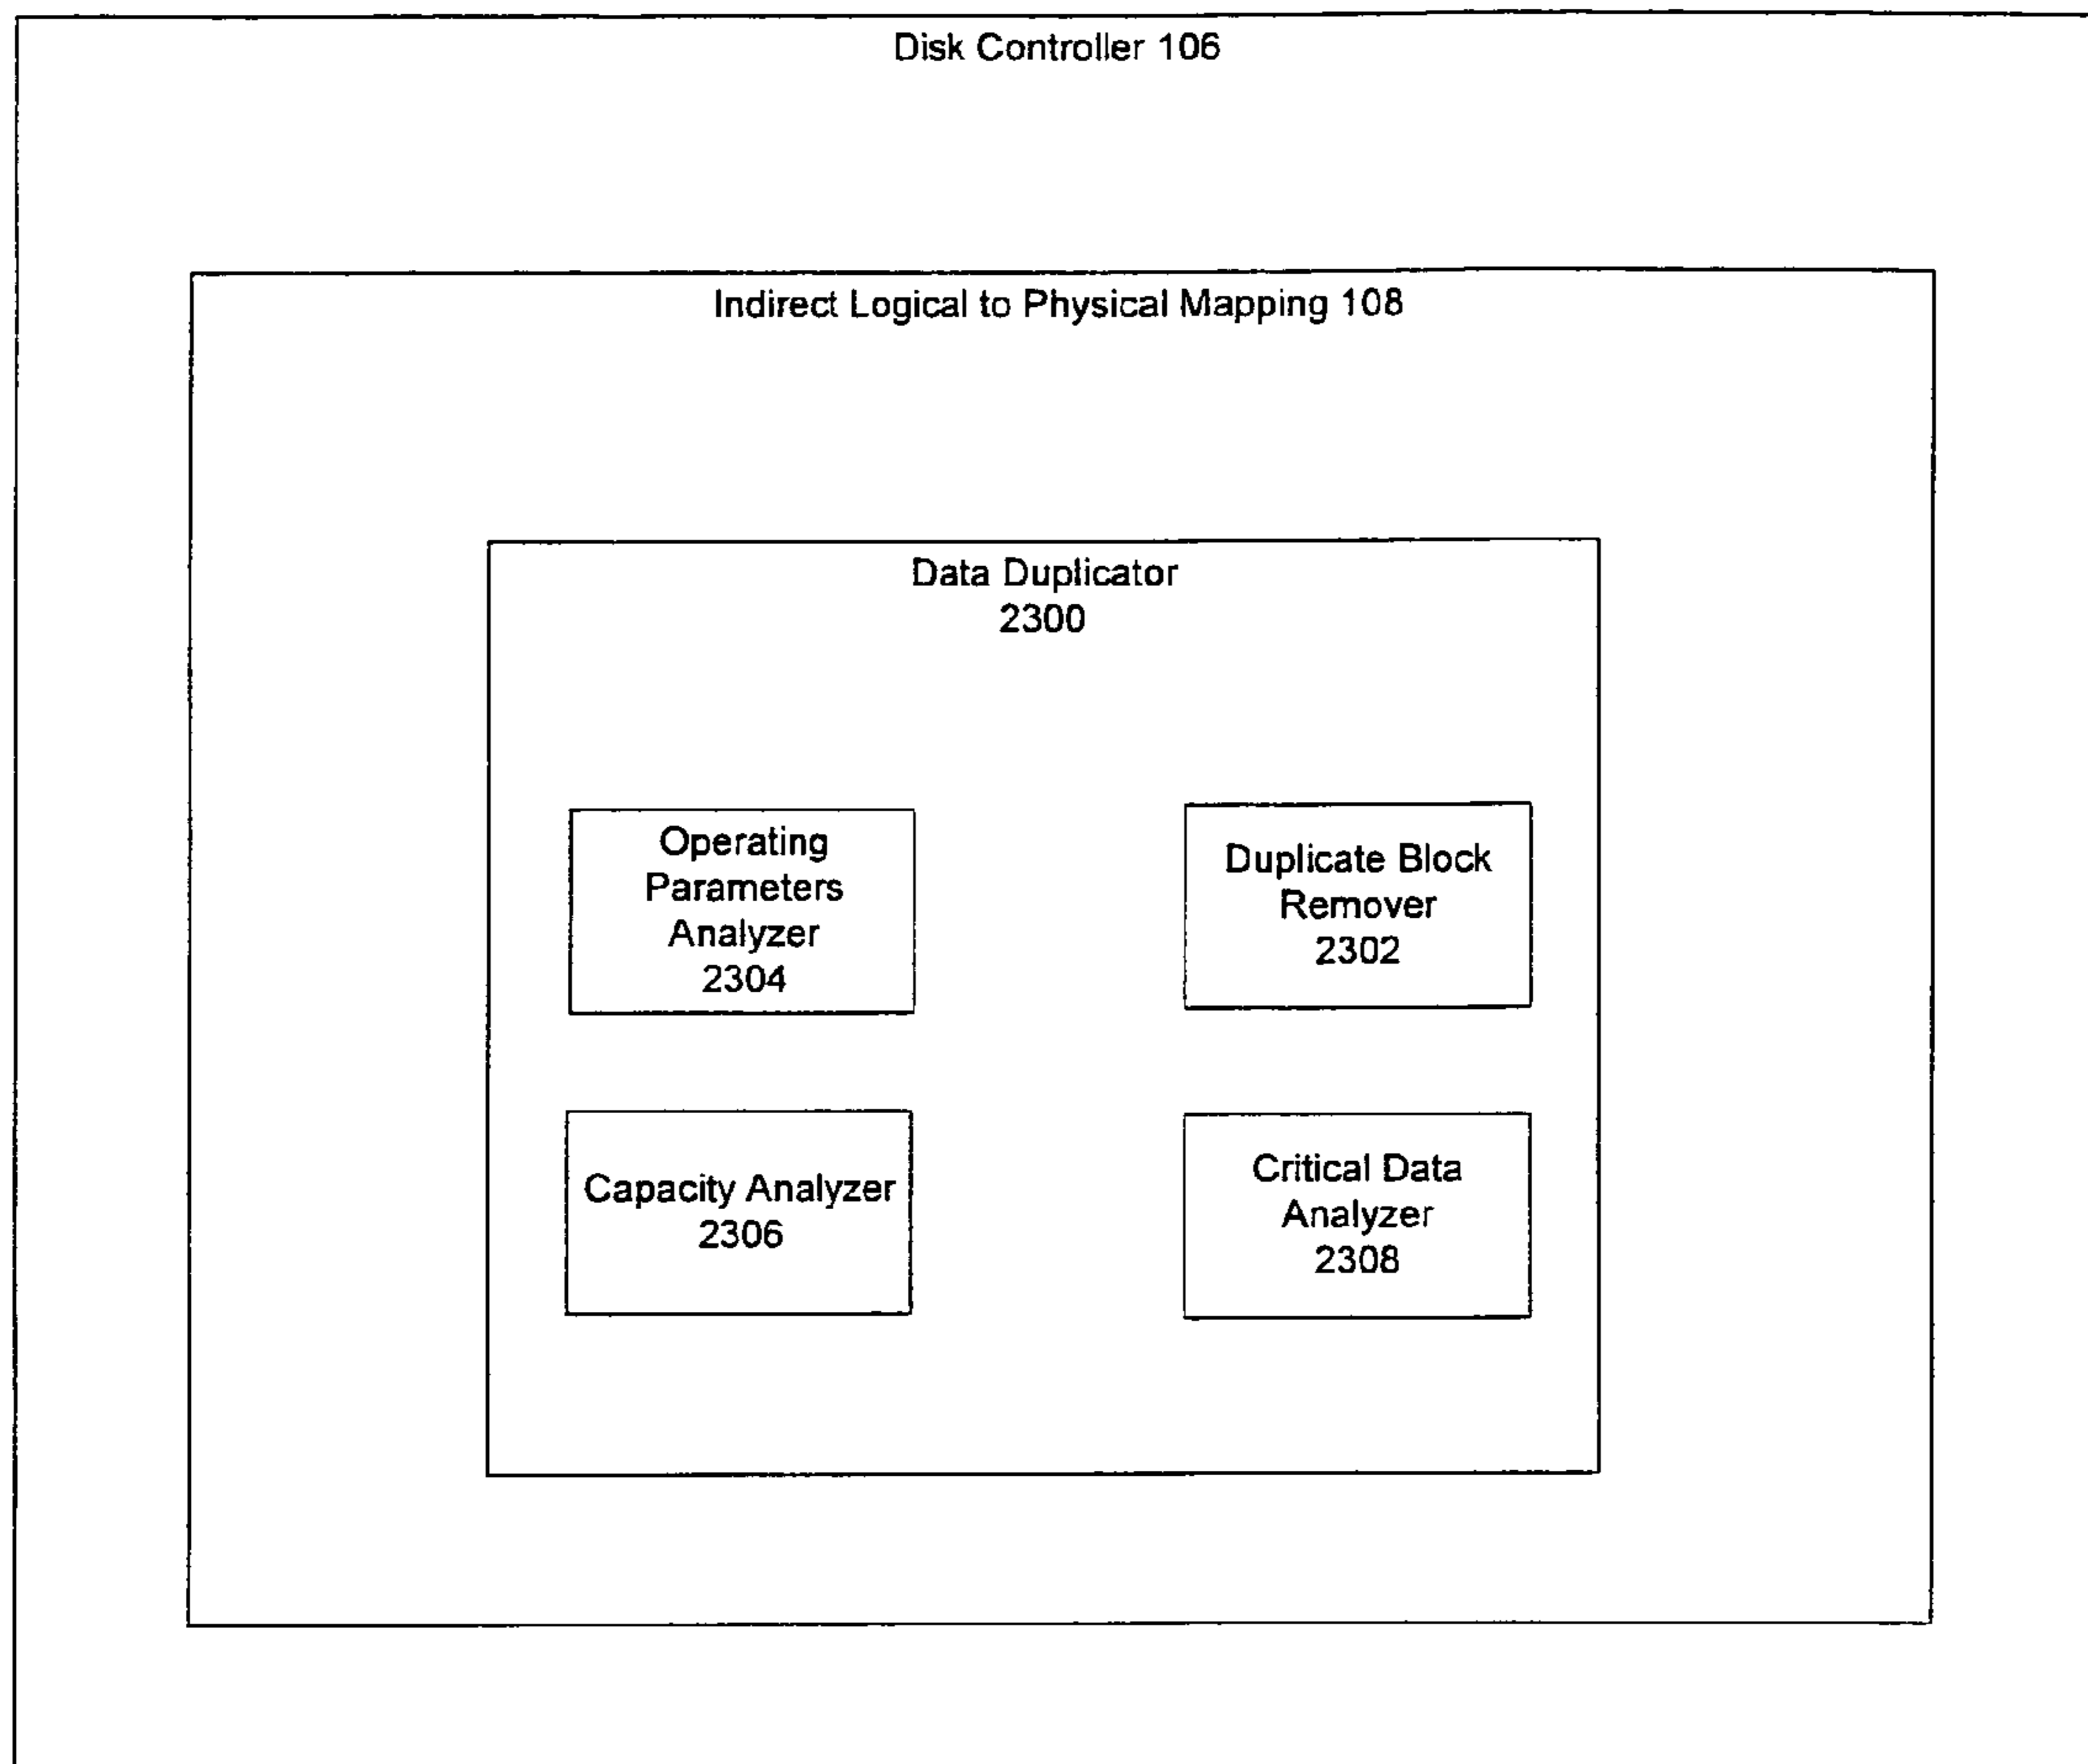 Disk Controller 106
Indirect Logical to Physical Mapping 108
Data Duplicator
2300
Operating
Parameters
Analyzer
2304
Duplicate Block
Remover
2302
Capacity Analyzer
2306
Critical Data
Analyzer
2308